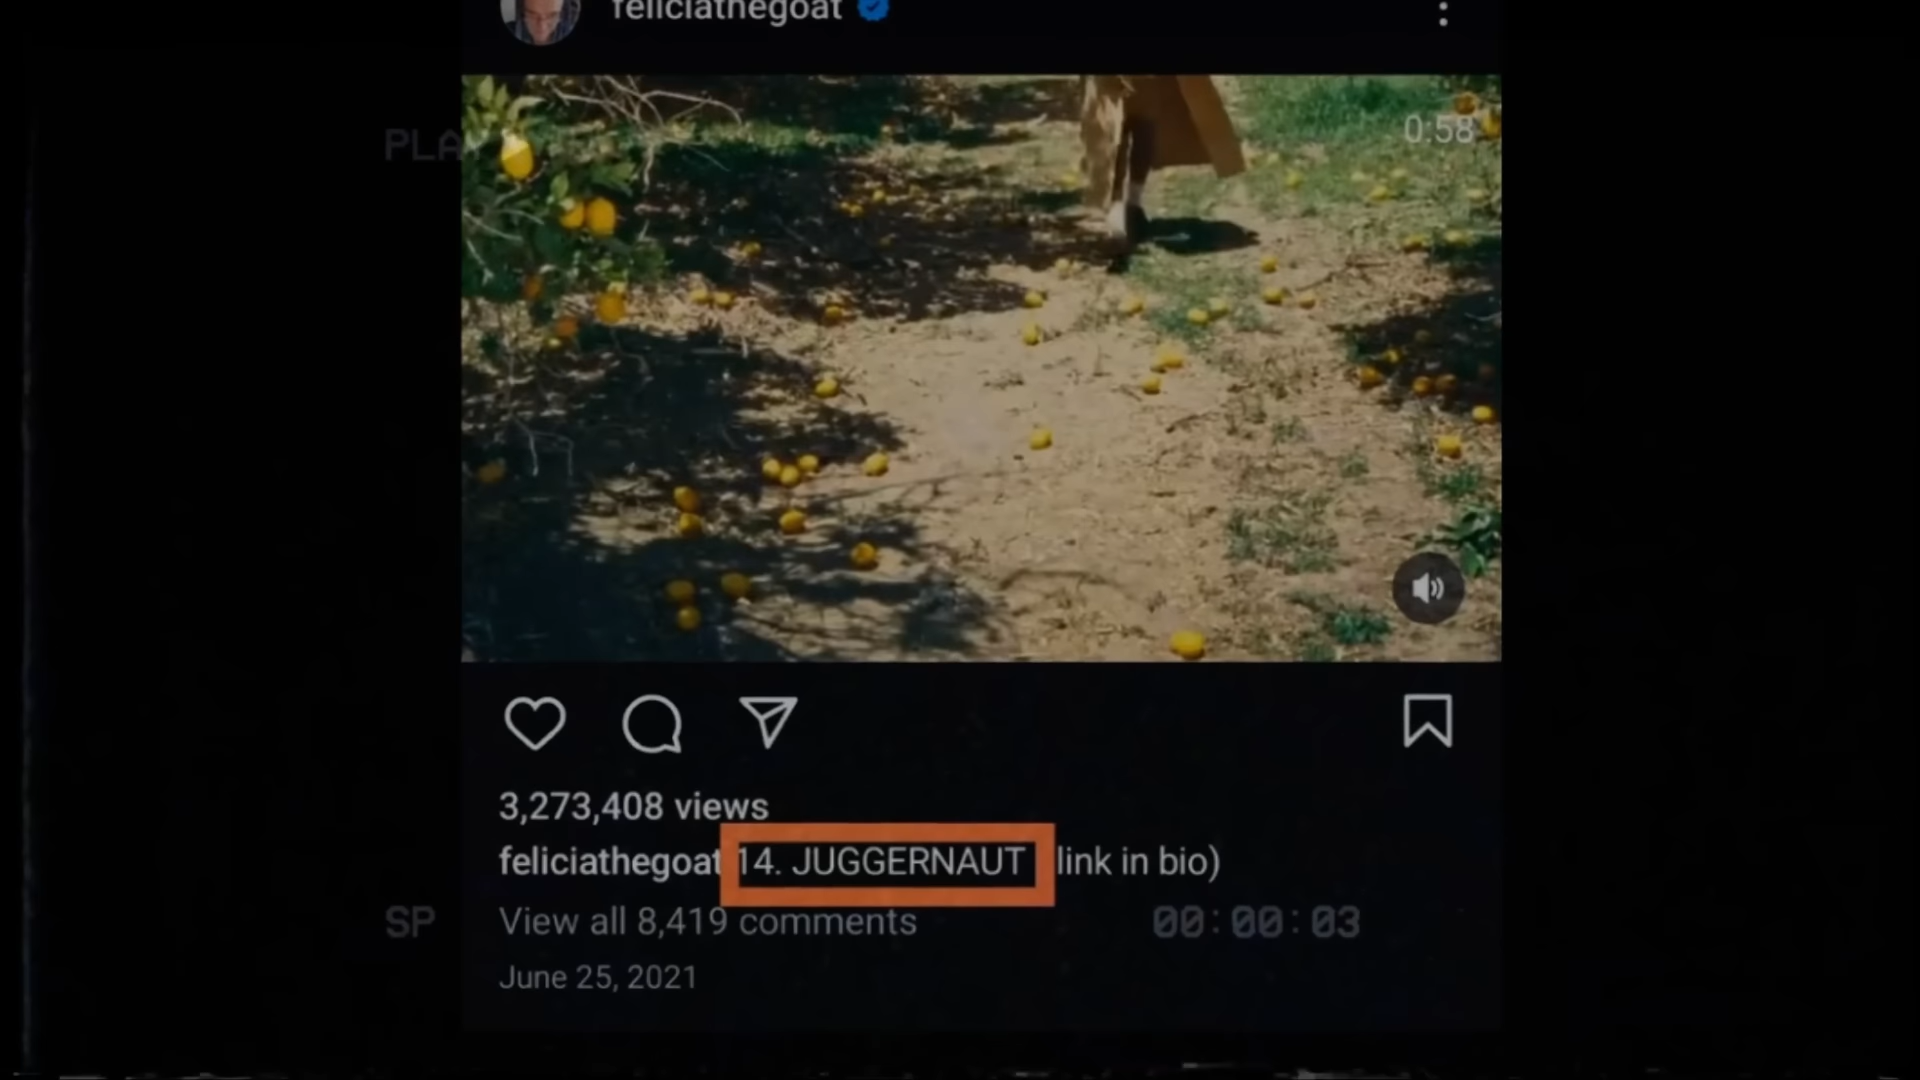 feliciathegoat
0:58
PLA
3,273,408 views
feliciathegoat 14. JUGGERNAUT link in bio)
SP
View all 8,419 comments
00:00:03
June 25, 2021